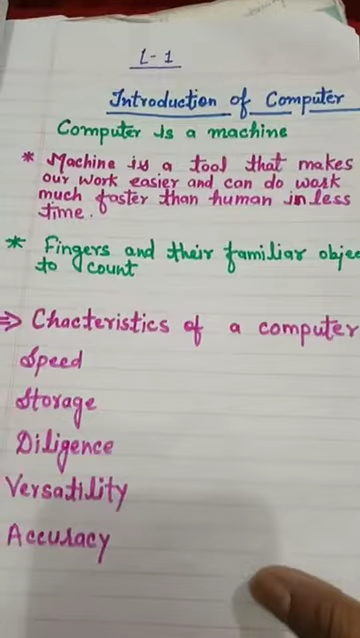 L-1
Introduction of Computer
Computer Is a machine
* Machine is a tool that makes
our work easier and can do work
much faster than human in less
time.
* Fingers and their familiar objec
to count
⇒ Chacteristics of a computer
Speed
Storage
Diligence
Versatility
Accuracy